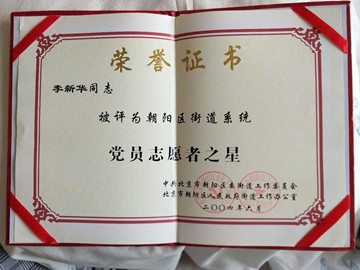 荣誉证书
李新华同志
被评为朝阳区街道系统
党员志愿者之星
中共北京市朝阳区委街道工作委员会
北京市朝阳区人民政府街道工作办公室
二〇〇四年六月